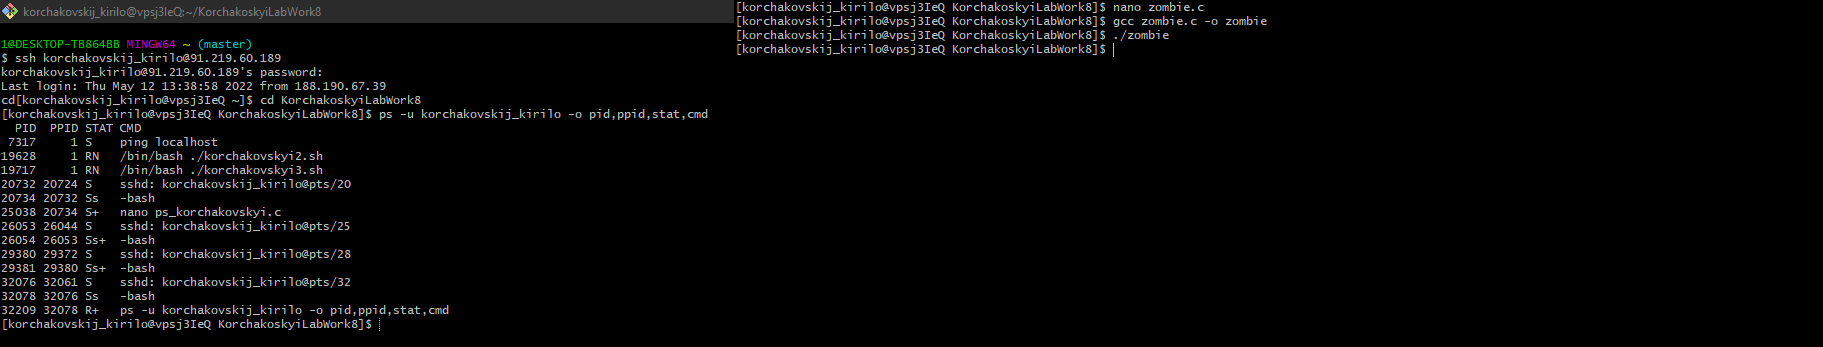 korchakovskij_kirilo@vpsj3IeQ:~/KorchakoskyiLabWork8
1@DESKTOP-TB864BB MINGW64 ~ (master)
$ ssh korchakovskij_kirilo@91.219.60.189
korchakovskij_kirilo@91.219.60.189's password:
Last login: Thu May 12 13:38:58 2022 from 188.190.67.39
cd[korchakovskij_kirilo@vpsj3IeQ ~]$ cd KorchakoskyiLabWork8
[korchakovskij_kirilo@vpsj3IeQ KorchakoskyiLabWork8]$ ps -u korchakovskij_kirilo -o pid,ppid,stat,cmd
  PID  PPID STAT CMD
 7317     1 S    ping localhost
19628     1 RN   /bin/bash ./korchakovskyi2.sh
19717     1 RN   /bin/bash ./korchakovskyi3.sh
20732 20724 S    sshd: korchakovskij_kirilo@pts/20
20734 20732 Ss   -bash
25038 20734 S+   nano ps_korchakovskyi.c
26053 26044 S    sshd: korchakovskij_kirilo@pts/25
26054 26053 Ss+  -bash
29380 29372 S    sshd: korchakovskij_kirilo@pts/28
29381 29380 Ss+  -bash
32076 32061 S    sshd: korchakovskij_kirilo@pts/32
32078 32076 Ss   -bash
32209 32078 R+   ps -u korchakovskij_kirilo -o pid,ppid,stat,cmd
[korchakovskij_kirilo@vpsj3IeQ KorchakoskyiLabWork8]$
[korchakovskij_kirilo@vpsj3IeQ KorchakoskyiLabWork8]$ nano zombie.c
[korchakovskij_kirilo@vpsj3IeQ KorchakoskyiLabWork8]$ gcc zombie.c -o zombie
[korchakovskij_kirilo@vpsj3IeQ KorchakoskyiLabWork8]$ ./zombie
[korchakovskij_kirilo@vpsj3IeQ KorchakoskyiLabWork8]$